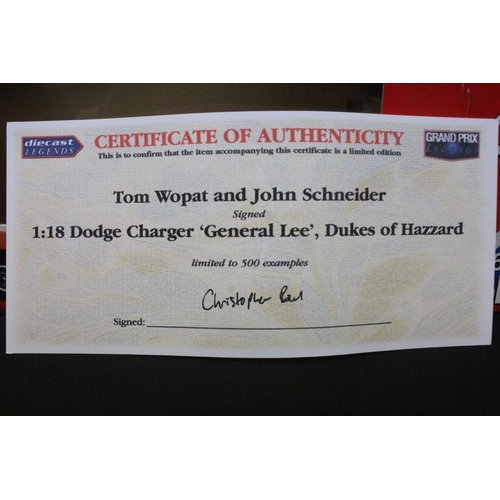 diecast
LEGENDS
CERTIFICATE OF AUTHENTICITY
GRAND PRIX
LEGENDS
This is to confirm that the item accompanying this certificate is a limited edition
Tom Wopat and John Schneider
Signed
1:18 Dodge Charger ‘General Lee’, Dukes of Hazzard
limited to 500 examples
Christopher
Signed: